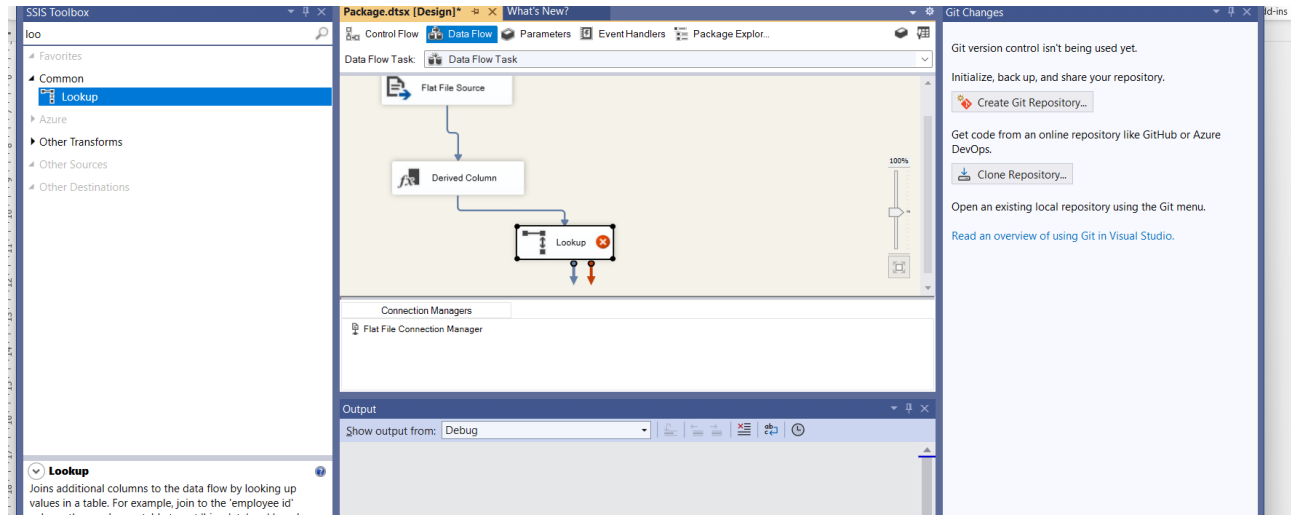 SSIS Toolbox
loo
Favorites
Common
Lookup
Azure
Other Transforms
Other Sources
Other Destinations
Lookup
Joins additional columns to the data flow by looking up
values in a table. For example, join to the 'employee id'
Package.dtsx [Design]*
What's New?
Control Flow
Data Flow
Parameters
Event Handlers
Package Explor...
Data Flow Task:
Data Flow Task
Flat File Source
Derived Column
Lookup
100%
Connection Managers
Flat File Connection Manager
Output
Show output from:
Debug
Git Changes
Git version control isn't being used yet.
Initialize, back up, and share your repository.
Create Git Repository...
Get code from an online repository like GitHub or Azure
DevOps.
Clone Repository...
Open an existing local repository using the Git menu.
Read an overview of using Git in Visual Studio.
dd-ins